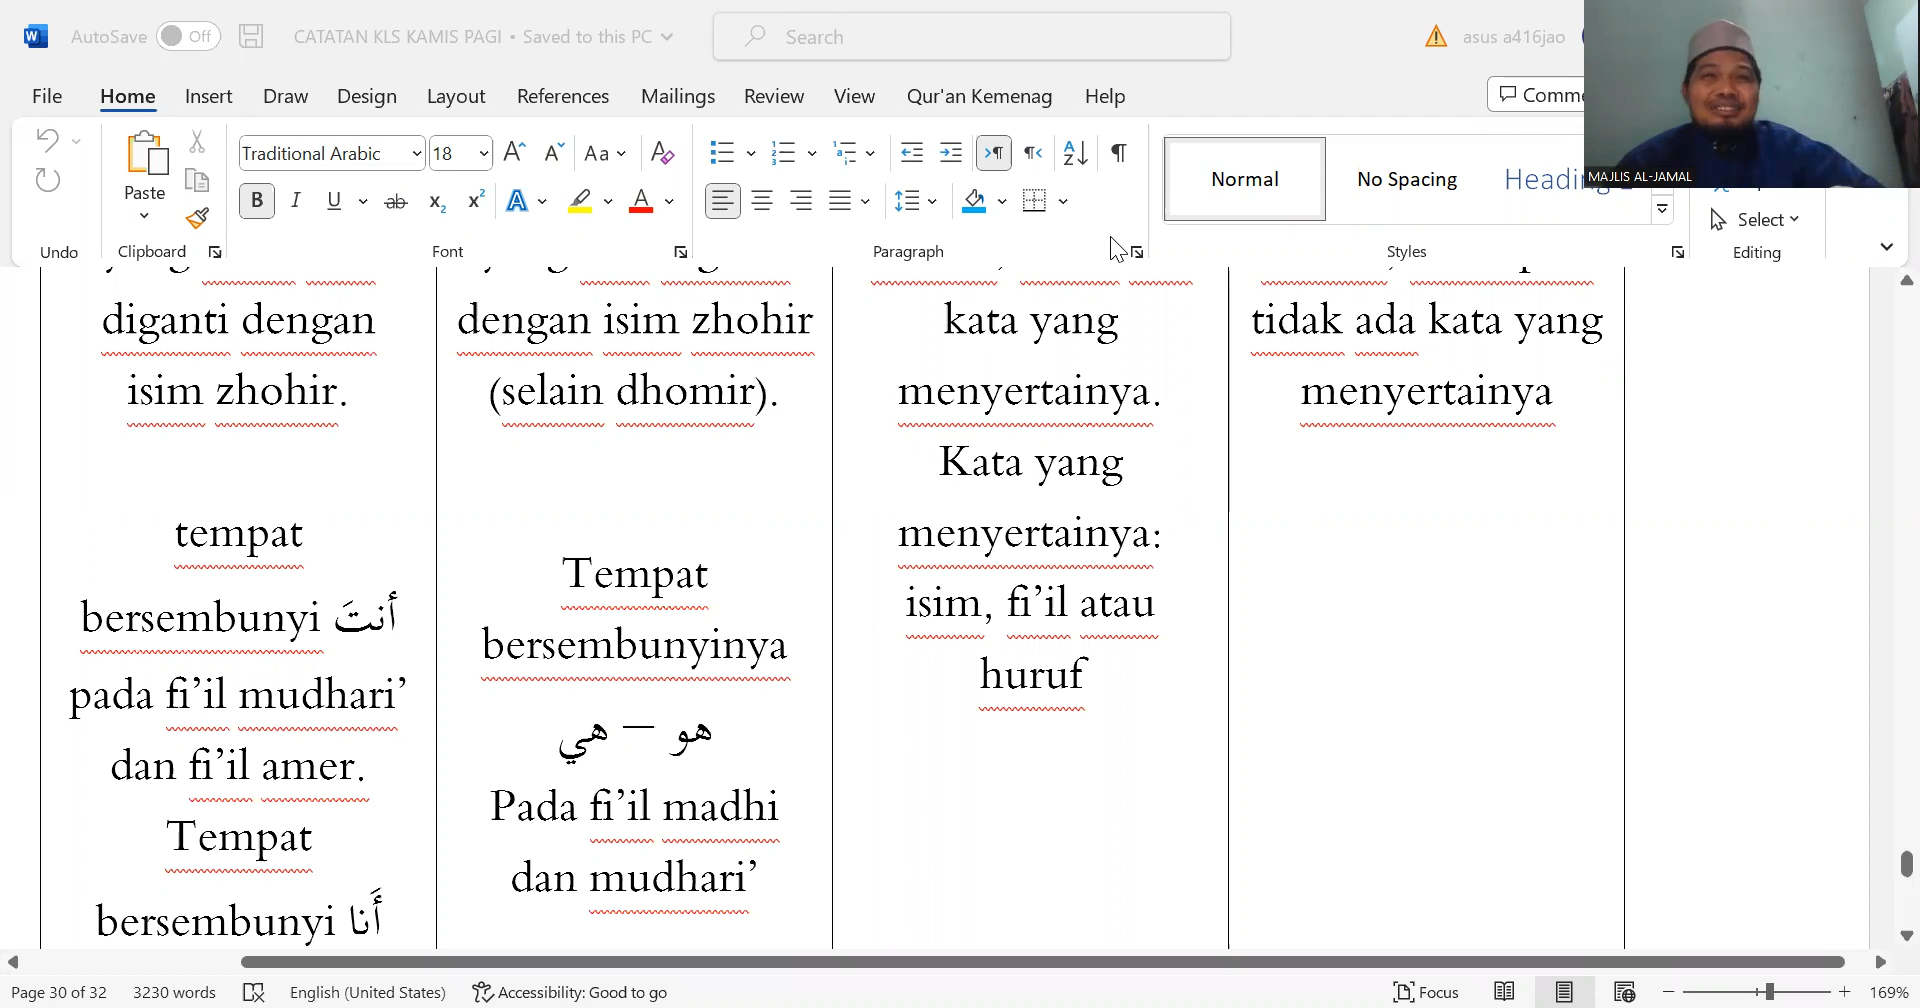 AutoSave Off CATATAN KLS KAMIS PAGI • Saved to this PC Search asus a416jao
File Home Insert Draw Design Layout References Mailings Review View Qur'an Kemenag Help
Paste
Undo Clipboard
Traditional Arabic 18
Font
Paragraph
Normal No Spacing Heading
Styles
Select
Editing
MAJLIS AL-JAMAL
diganti dengan
isim zhohir.
tempat
bersembunyi أنتَ
pada fi’il mudhari’
dan fi’il amer.
Tempat
bersembunyi أَنا
dengan isim zhohir
(selain dhomir).
Tempat
bersembunyinya
هو – هي
Pada fi’il madhi
dan mudhari’
kata yang
menyertainya.
Kata yang
menyertainya:
isim, fi’il atau
huruf
tidak ada kata yang
menyertainya
Page 30 of 32 3230 words English (United States) Accessibility: Good to go Focus 169%